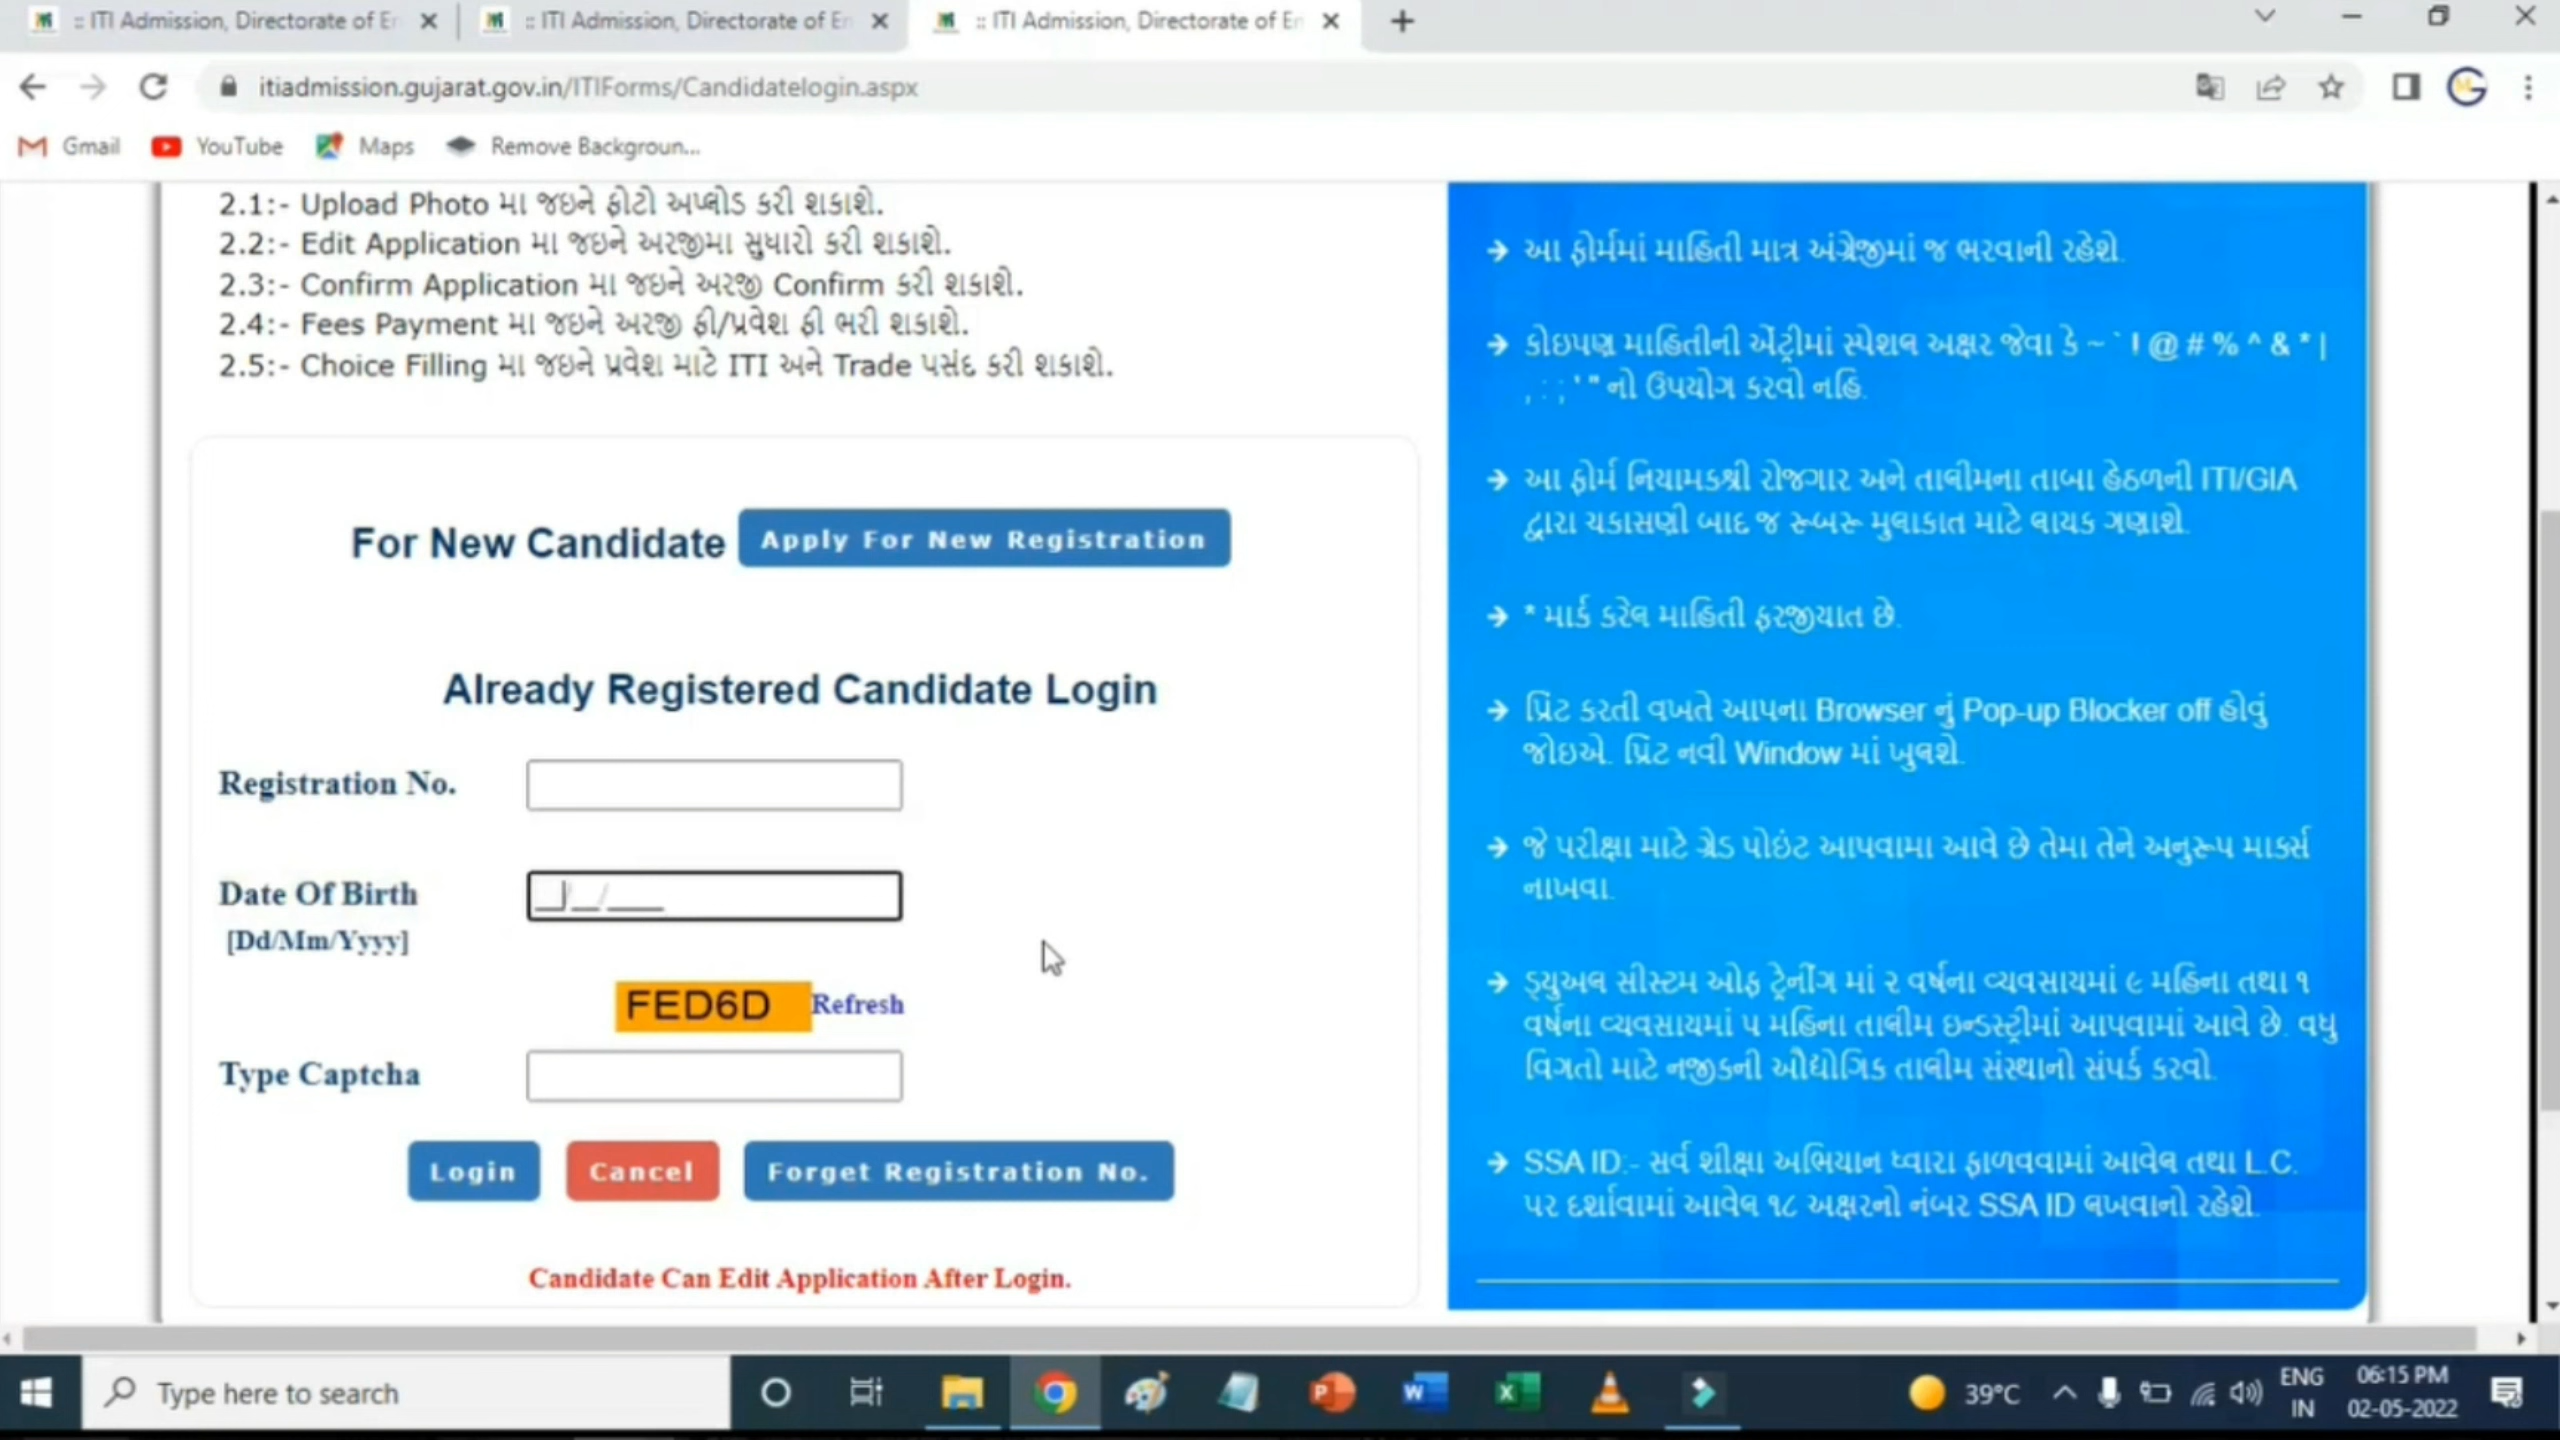 :: ITI Admission, Directorate of Er
:: ITI Admission, Directorate of Er
:: ITI Admission, Directorate of Er
itiadmission.gujarat.gov.in/ITIForms/Candidatelogin.aspx
Gmail YouTube Maps Remove Backgroun...
2.1:- Upload Photo મા જઇને ફોટો અપ્લોડ કરી શકાશે.
2.2:- Edit Application મા જઇને અરજીમા સુધારો કરી શકાશે.
2.3:- Confirm Application મા જઇને અરજી Confirm કરી શકાશે.
2.4:- Fees Payment મા જઇને અરજી ફી/પ્રવેશ ફી ભરી શકાશે.
2.5:- Choice Filling મા જઇને પ્રવેશ માટે ITI અને Trade પસંદ કરી શકાશે.
For New Candidate Apply For New Registration
Already Registered Candidate Login
Registration No.
Date Of Birth __/__/____
[Dd/Mm/Yyyy]
FED6D Refresh
Type Captcha
Login Cancel Forget Registration No.
Candidate Can Edit Application After Login.
→ આ ફોર્મમાં માહિતી માત્ર અંગ્રેજીમાં જ ભરવાની રહેશે.
→ કોઇપણ માહિતીની એંટ્રીમાં સ્પેશલ અક્ષર જેવા કે ~ ` ! @ # % ^ & * |
, : ; ' " નો ઉપયોગ કરવો નહિ.
→ આ ફોર્મ નિયામકશ્રી રોજગાર અને તાલીમના તાબા હેઠળની ITI/GIA
દ્વારા ચકાસણી બાદ જ રૂબરૂ મુલાકાત માટે લાયક ગણાશે.
→ * માર્ક કરેલ માહિતી ફરજીયાત છે.
→ પ્રિંટ કરતી વખતે આપના Browser નું Pop-up Blocker off હોવું
જોઇએ. પ્રિંટ નવી Window માં ખુલશે.
→ જે પરીક્ષા માટે ગ્રેડ પોઇંટ આપવામા આવે છે તેમા તેને અનુરૂપ માર્ક્સ
નાખવા.
→ ડ્યુઅલ સીસ્ટમ ઓફ ટ્રેનીંગ માં ૨ વર્ષના વ્યવસાયમાં ૯ મહિના તથા ૧
વર્ષના વ્યવસાયમાં ૫ મહિના તાલીમ ઇન્ડસ્ટ્રીમાં આપવામાં આવે છે. વધુ
વિગતો માટે નજીકની ઔદ્યોગિક તાલીમ સંસ્થાનો સંપર્ક કરવો.
→ SSA ID:- સર્વ શીક્ષા અભિયાન ધ્વારા ફાળવવામાં આવેલ તથા L.C.
પર દર્શાવામાં આવેલ ૧૮ અક્ષરનો નંબર SSA ID લખવાનો રહેશે.
Type here to search
39°C
ENG
IN
06:15 PM
02-05-2022